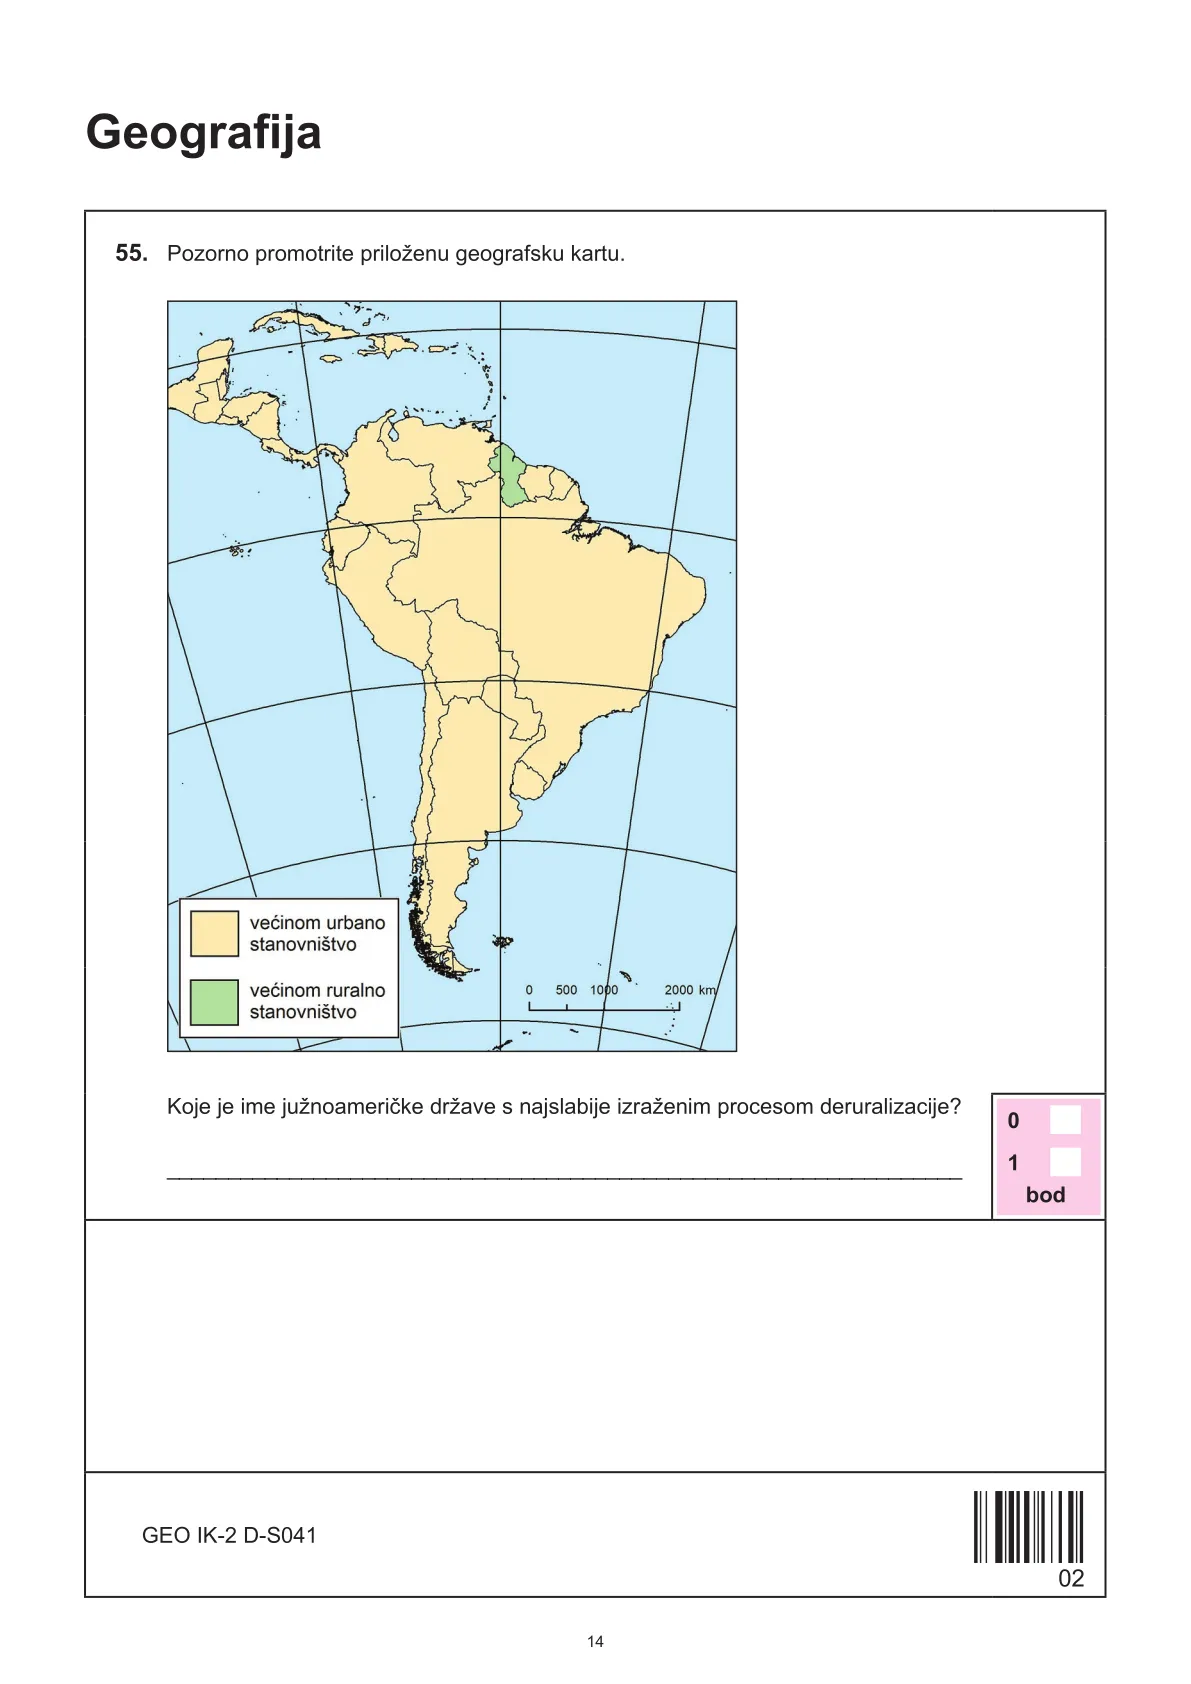 Geografija
55. Pozorno promotrite priloženu geografsku kartu.
većinom urbano
stanovništvo
većinom ruralno
stanovništvo
0 500 1000 2000 km
Koje je ime južnoameričke države s najslabije izraženim procesom deruralizacije?
0
1
bod
GEO IK-2 D-S041
02
14